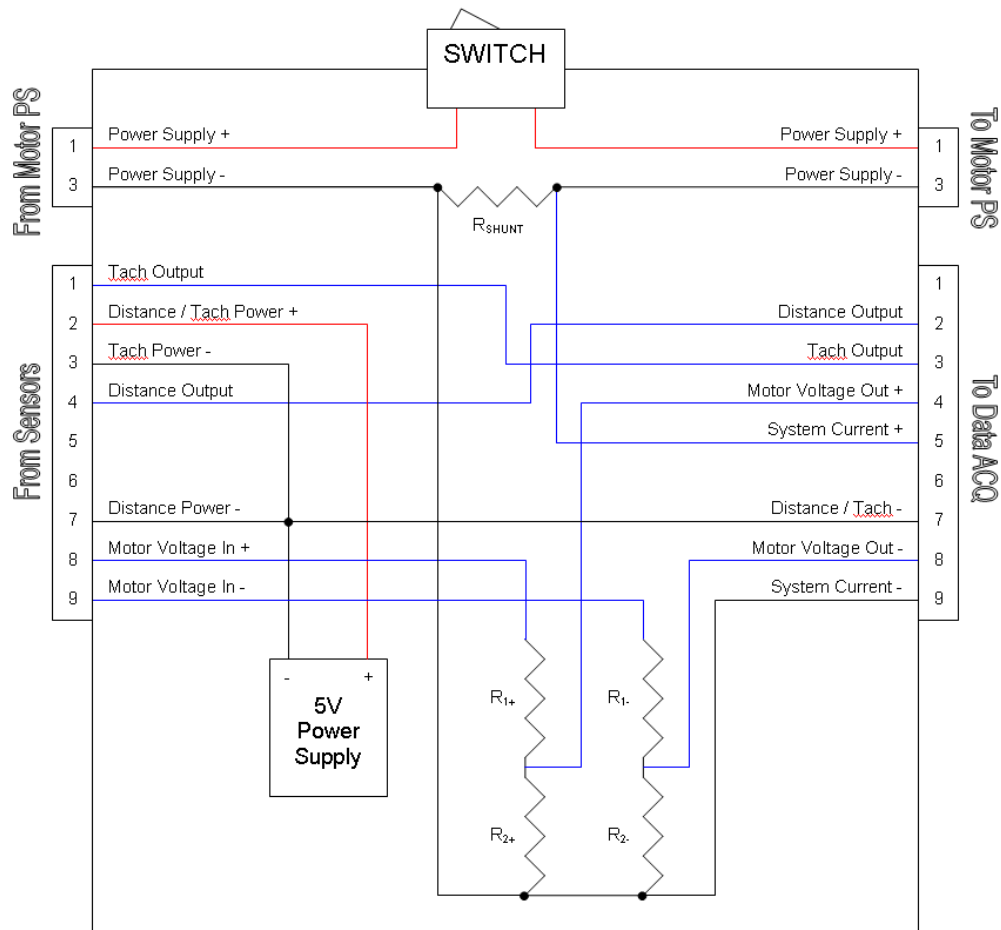 SWITCH
From Motor PS
1
Power Supply +
3
Power Supply -
Power Supply +
1
Power Supply -
3
To Motor PS
R SHUNT
From Sensors
1
Tach Output
2
Distance / Tach Power +
3
Tach Power -
4
Distance Output
5
6
7
Distance Power -
8
Motor Voltage In +
9
Motor Voltage In -
1
Distance Output
2
Tach Output
3
Motor Voltage Out +
4
System Current +
5
6
Distance / Tach -
7
Motor Voltage Out -
8
System Current -
9
To Data ACQ
- +
5V
Power
Supply
R1+
R1-
R2+
R2-